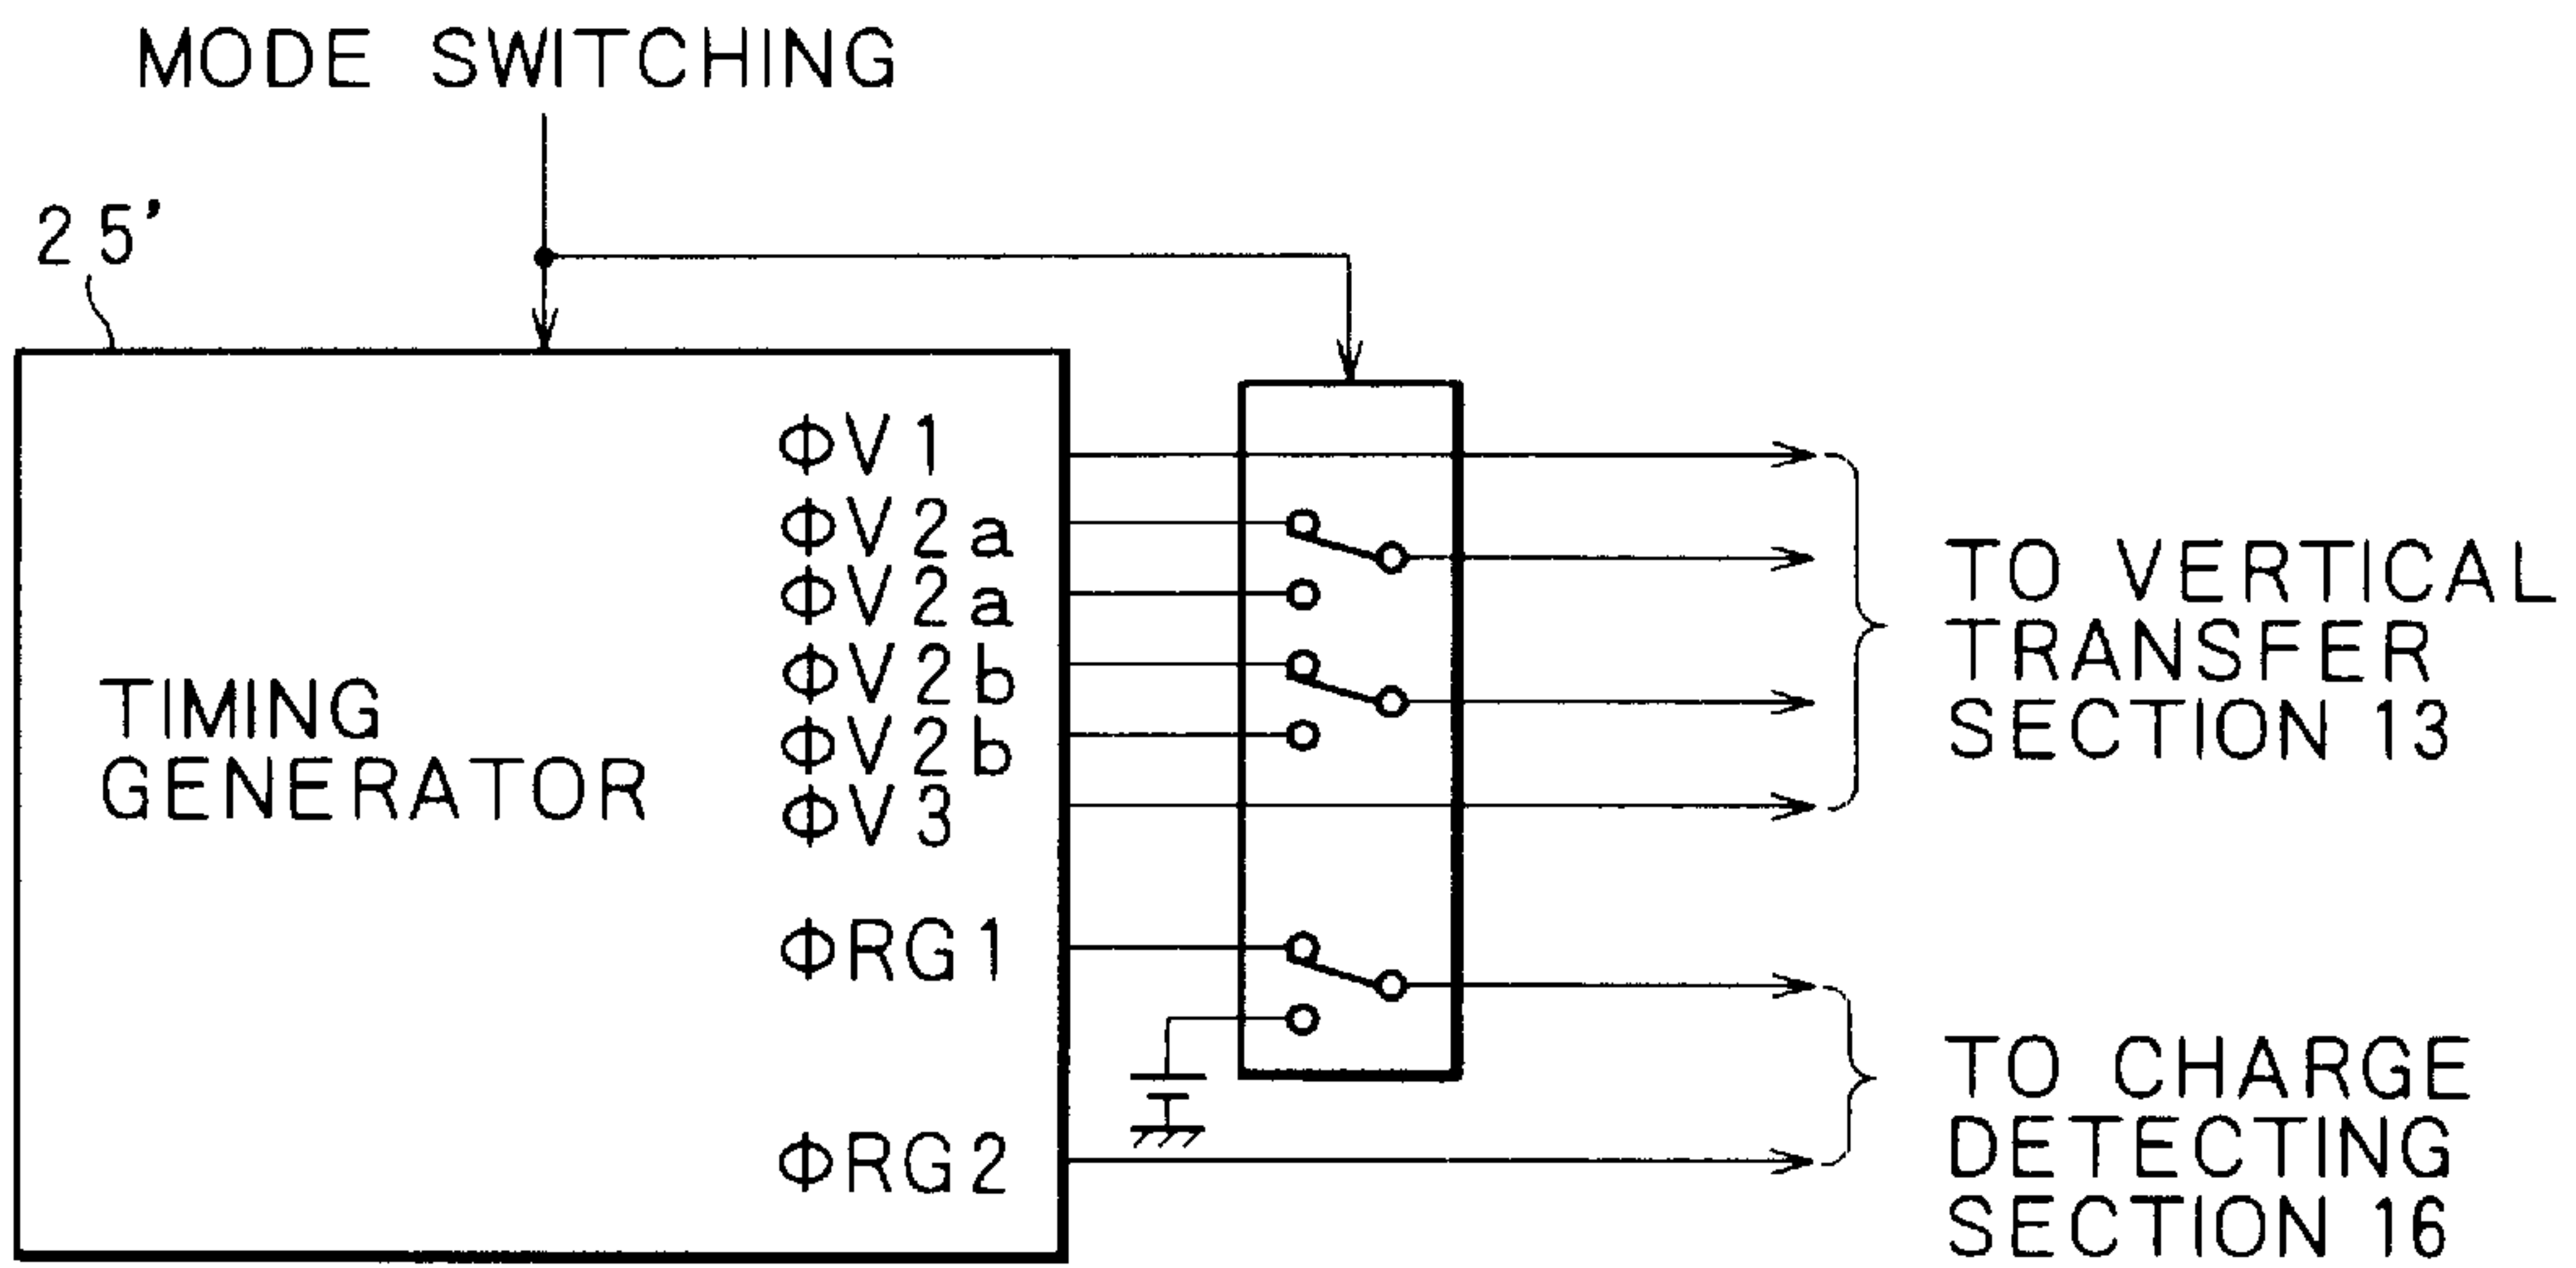 MODE SWITCHING
25'
ΦV1
ΦV2a
ΦV2a
ΦV2b
ΦV2b
ΦV3
ΦRG1
ΦRG2
TIMING
GENERATOR
TO VERTICAL
TRANSFER
SECTION 13
TO CHARGE
DETECTING
SECTION 16